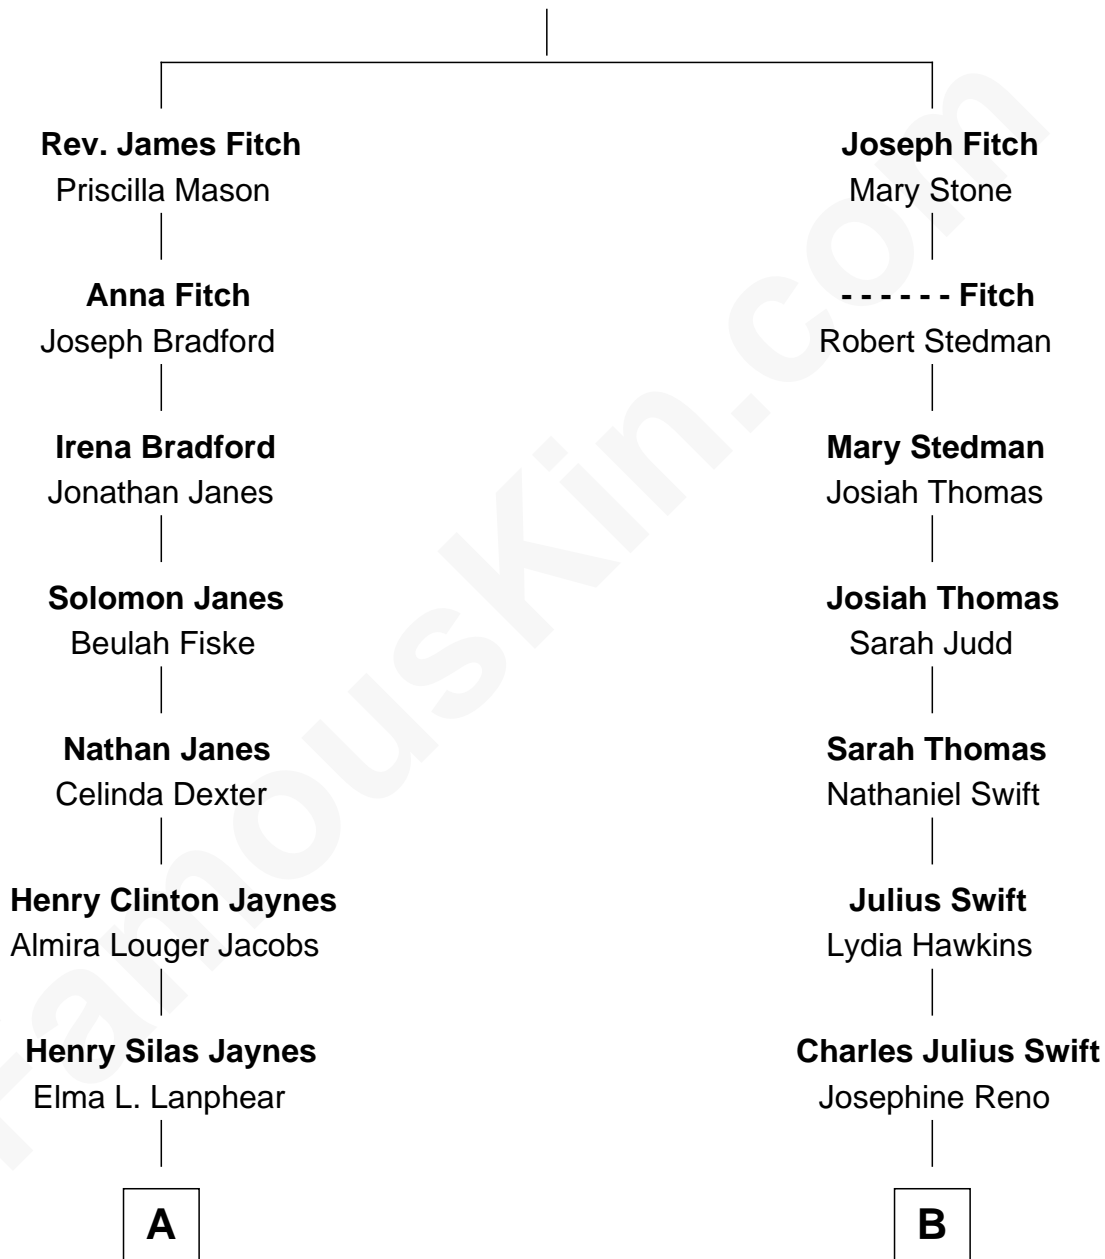 Rev. James Fitch
Priscilla Mason
Joseph Fitch
Mary Stone
Anna Fitch
Joseph Bradford
- - - - - - Fitch
Robert Stedman
Irena Bradford
Jonathan Janes
Mary Stedman
Josiah Thomas
Solomon Janes
Beulah Fiske
Josiah Thomas
Sarah Judd
Nathan Janes
Celinda Dexter
Sarah Thomas
Nathaniel Swift
Henry Clinton Jaynes
Almira Louger Jacobs
Julius Swift
Lydia Hawkins
Henry Silas Jaynes
Elma L. Lanphear
Charles Julius Swift
Josephine Reno
A
B
FamousKin.com